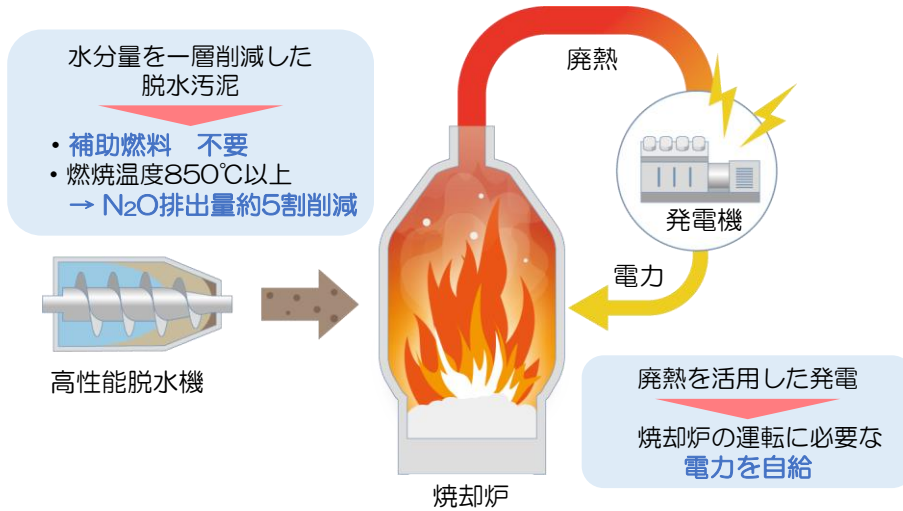 水分量を一層削減した
脱水汚泥
・補助燃料　不要
・燃焼温度850℃以上
→ N₂O排出量約5割削減
高性能脱水機
廃熱
発電機
電力
焼却炉
廃熱を活用した発電
焼却炉の運転に必要な
電力を自給